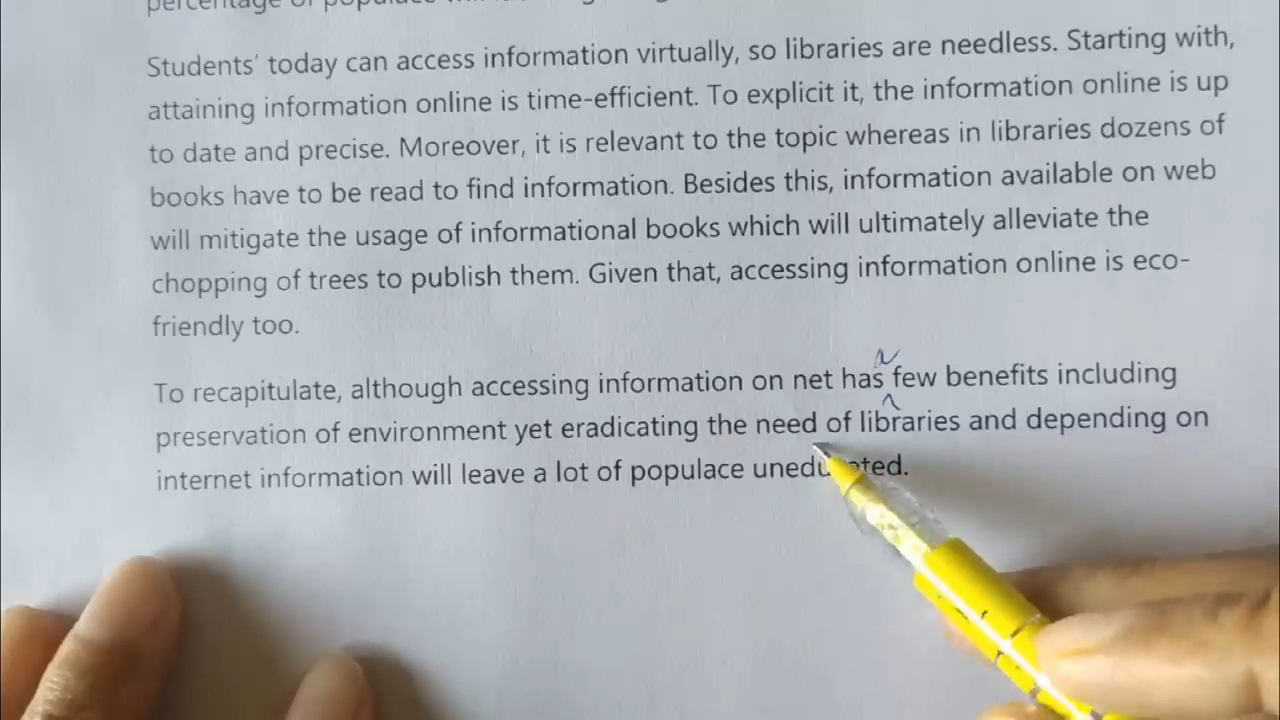 percentage of populace
Students' today can access information virtually, so libraries are needless. Starting with,
attaining information online is time-efficient. To explicit it, the information online is up
to date and precise. Moreover, it is relevant to the topic whereas in libraries dozens of
books have to be read to find information. Besides this, information available on web
will mitigate the usage of informational books which will ultimately alleviate the
chopping of trees to publish them. Given that, accessing information online is eco-
friendly too.
a
To recapitulate, although accessing information on net has few benefits including
preservation of environment yet eradicating the need of libraries and depending on
internet information will leave a lot of populace uneducated.